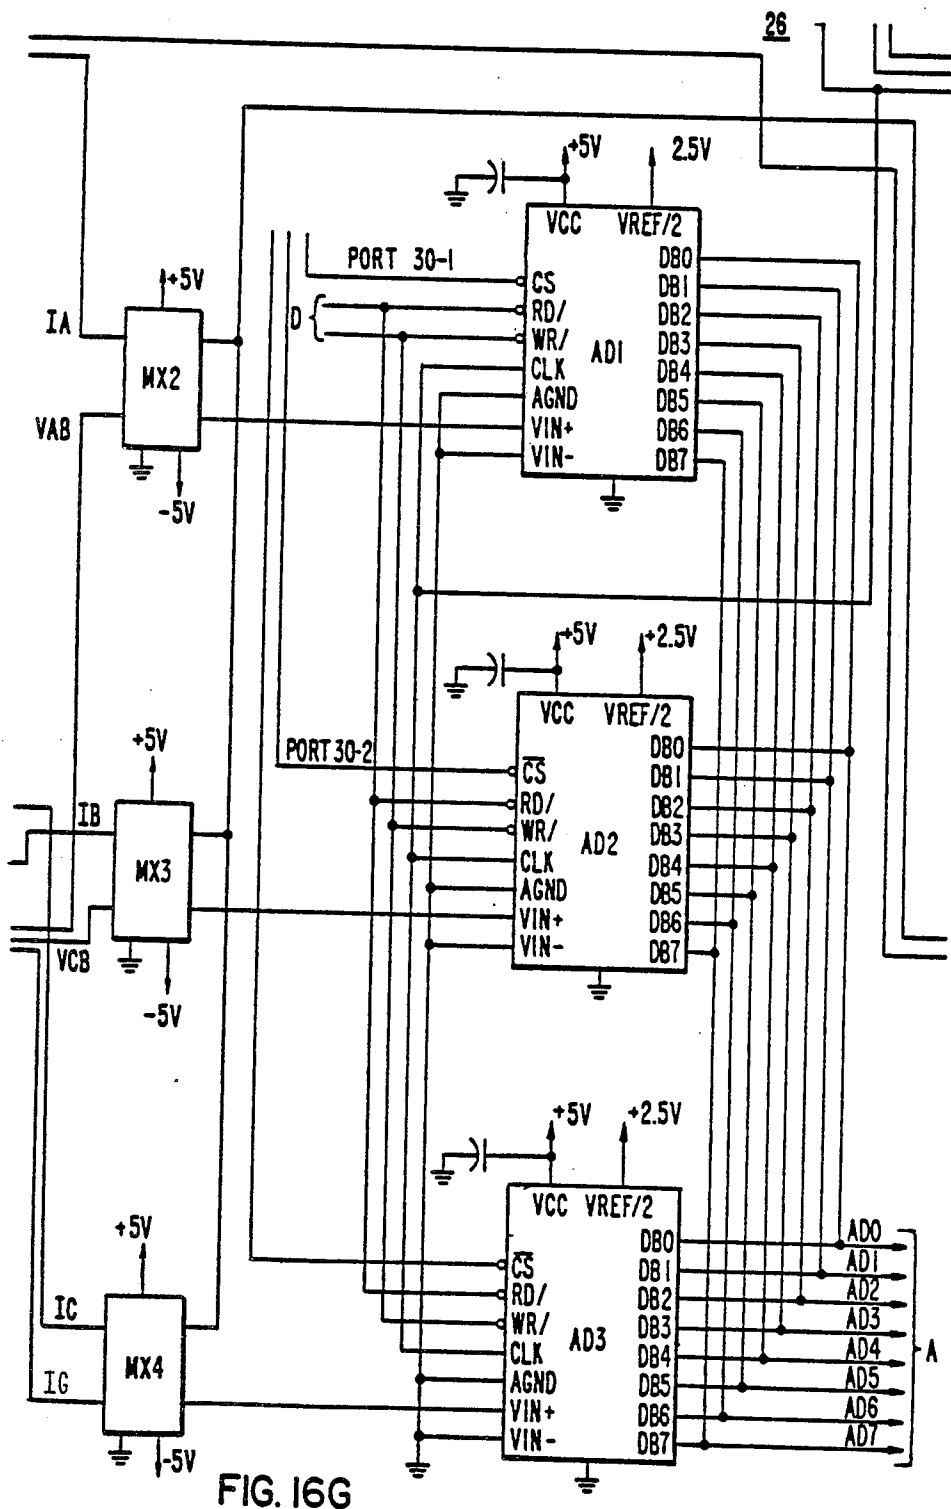 26
+5V
2.5V
VCC VREF/2
PORT 30-1
D
CS
RD/
WR/
CLK
AGND
VIN+
VIN-
AD1
DB0
DB1
DB2
DB3
DB4
DB5
DB6
DB7
IA
VAB
+5V
MX2
-5V
+5V
+2.5V
VCC VREF/2
PORT 30-2
CS
RD/
WR/
CLK
AGND
VIN+
VIN-
AD2
DB0
DB1
DB2
DB3
DB4
DB5
DB6
DB7
+5V
IB
MX3
VCB
-5V
+5V
+2.5V
VCC VREF/2
CS
RD/
WR/
CLK
AGND
VIN+
VIN-
AD3
DB0
DB1
DB2
DB3
DB4
DB5
DB6
DB7
AD0
AD1
AD2
AD3
AD4
AD5
AD6
AD7
A
+5V
IC
MX4
IG
-5V
FIG. 16G